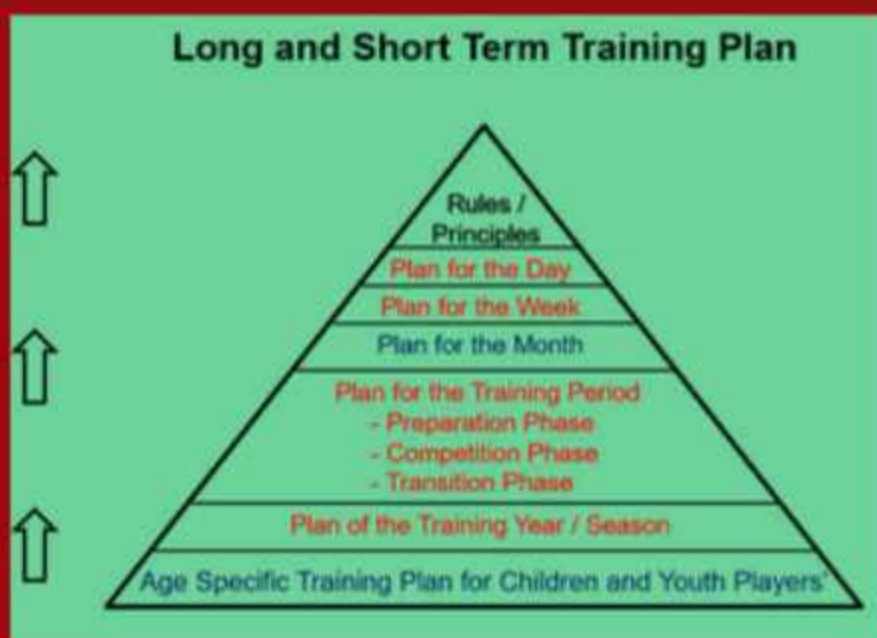 Long and Short Term Training Plan
Rules /
Principles
Plan for the Day
Plan for the Week
Plan for the Month
Plan for the Training Period
- Preparation Phase
- Competition Phase
- Transition Phase
Plan of the Training Year / Season
Age Specific Training Plan for Children and Youth Players'